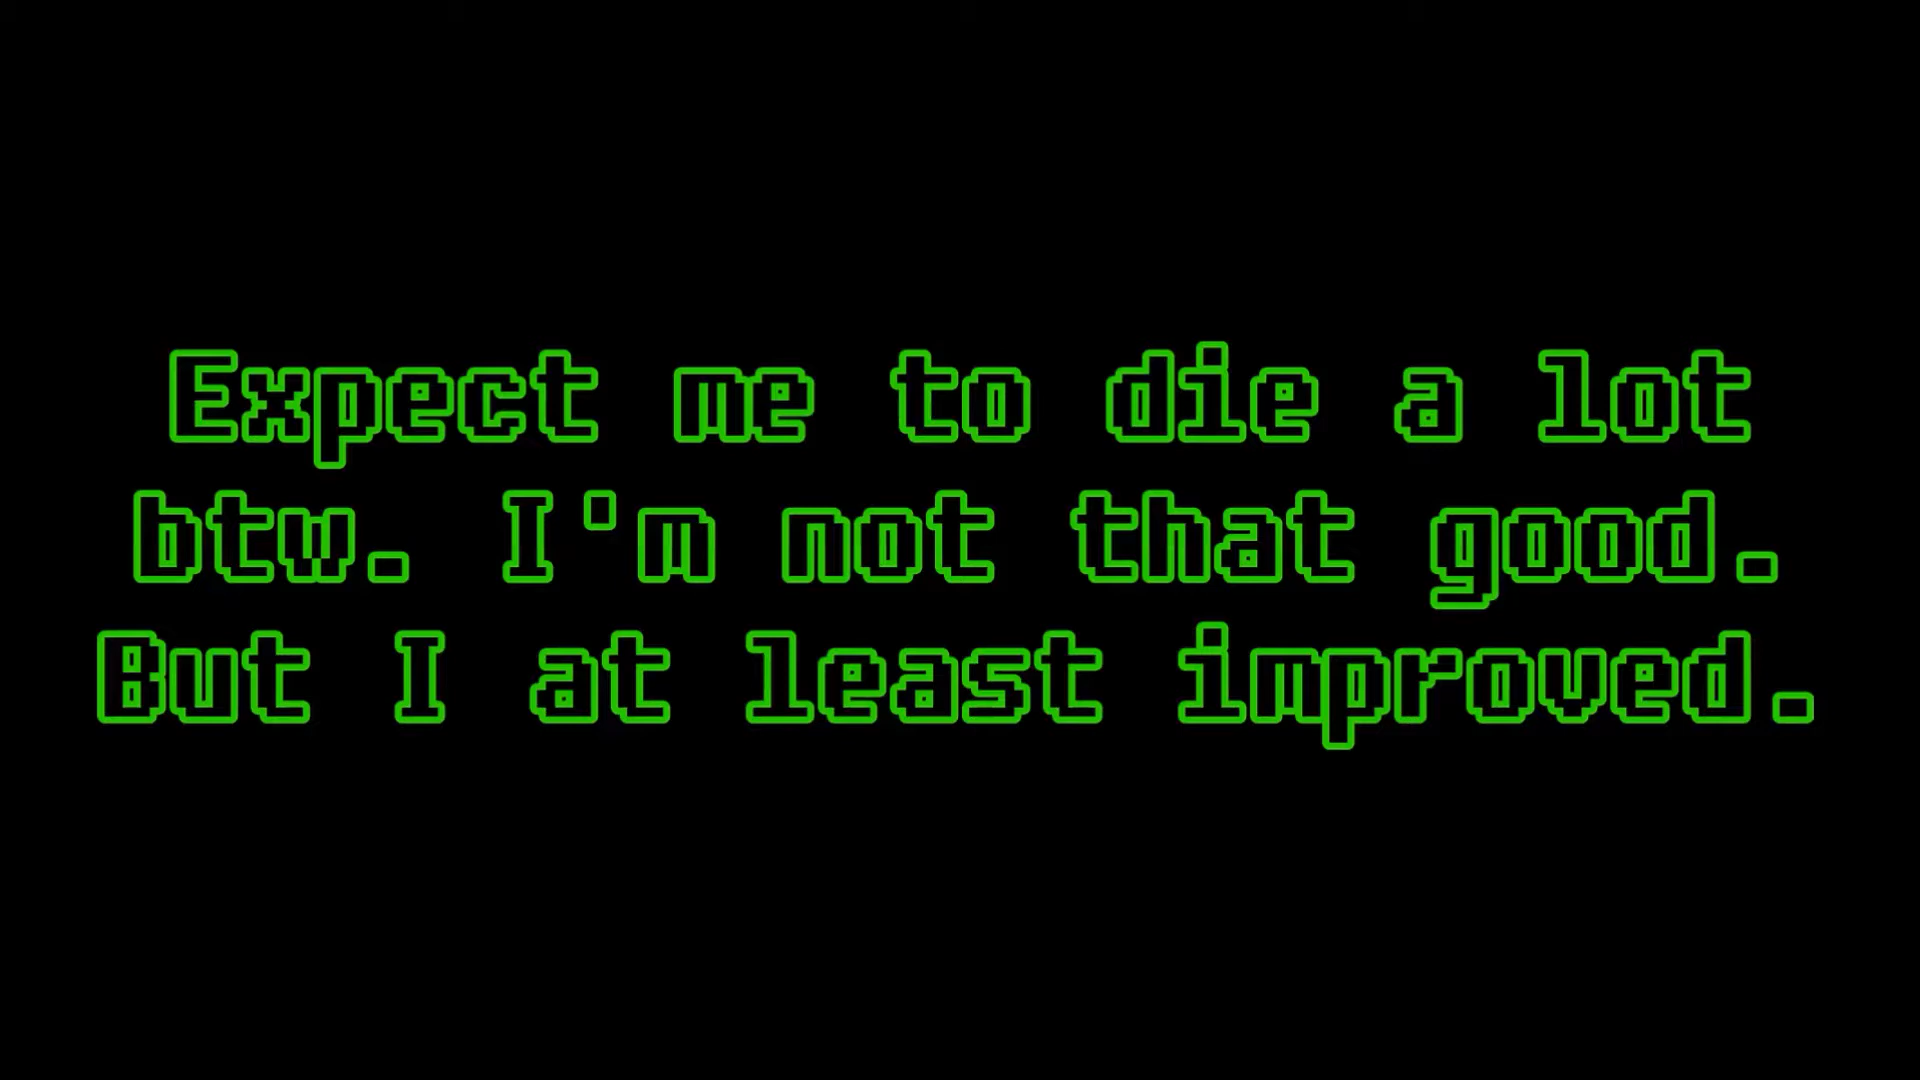 Expect me to die a lot
btw. I'm not that good.
But I at least improved.